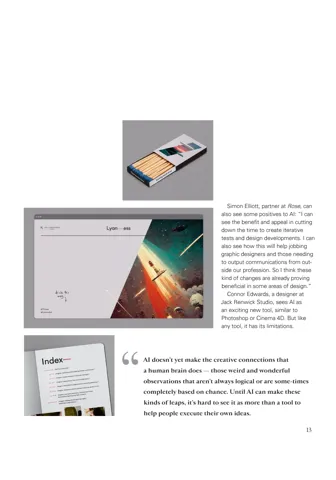 Simon Elliott, partner at Rose, can
also see some positives to AI: "I can
see the benefit and appeal in cutting
down the time to create iterative
tests and design developments. I can
also see how this will help jobbing
graphic designers and those needing
to output communications from out-
side our profession. So I think these
kind of changes are already proving
beneficial in some areas of design."
Connor Edwards, a designer at
Jack Renwick Studio, sees AI as
an exciting new tool, similar to
Photoshop or Cinema 4D. But like
any tool, it has its limitations.
Index
“ AI doesn't yet make the creative connections that
a human brain does — those weird and wonderful
observations that aren't always logical or are some-times
completely based on chance. Until AI can make these
kinds of leaps, it's hard to see it as more than a tool to
help people execute their own ideas.
13